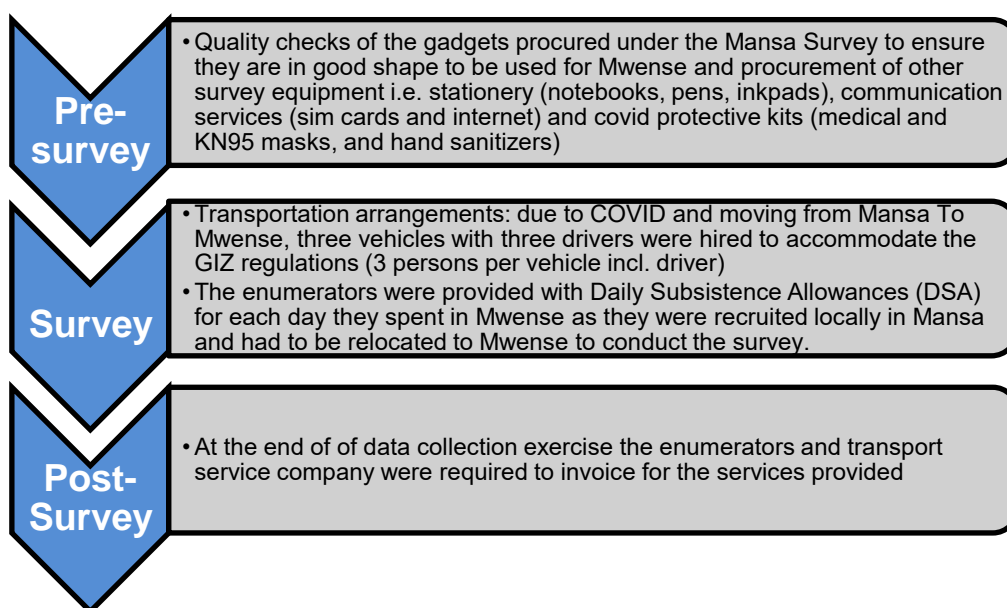 Pre-
survey
• Quality checks of the gadgets procured under the Mansa Survey to ensure
they are in good shape to be used for Mwense and procurement of other
survey equipment i.e. stationery (notebooks, pens, inkpads), communication
services (sim cards and internet) and covid protective kits (medical and
KN95 masks, and hand sanitizers)
Survey
• Transportation arrangements: due to COVID and moving from Mansa To
Mwense, three vehicles with three drivers were hired to accommodate the
GIZ regulations (3 persons per vehicle incl. driver)
• The enumerators were provided with Daily Subsistence Allowances (DSA)
for each day they spent in Mwense as they were recruited locally in Mansa
and had to be relocated to Mwense to conduct the survey.
Post-
Survey
• At the end of of data collection exercise the enumerators and transport
service company were required to invoice for the services provided